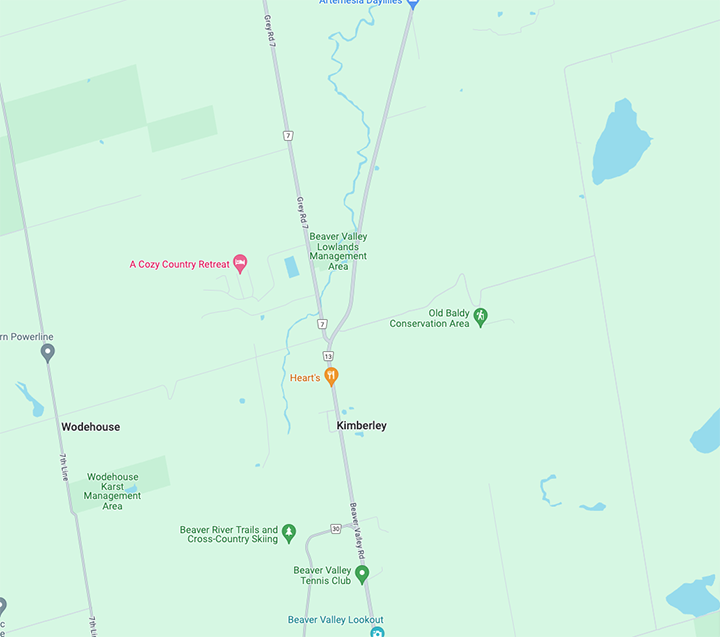 Artemesia Daylilies
Grey Rd 7
7
Grey Rd 7
Beaver Valley
Lowlands
Management
Area
A Cozy Country Retreat
Old Baldy
Conservation Area
7
rn Powerline
13
Heart's
Wodehouse
Kimberley
7th Line
Wodehouse
Karst
Management
Area
Beaver Valley Rd
30
Beaver River Trails and
Cross-Country Skiing
Beaver Valley
Tennis Club
7th Line
Beaver Valley Lookout
c
e